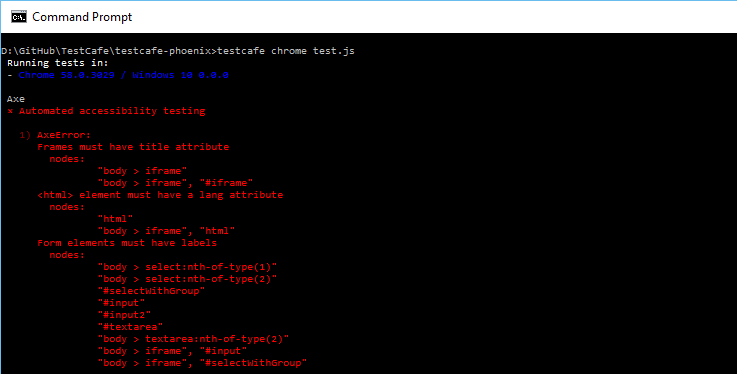 Command Prompt
D:\GitHub\TestCafe\testcafe-phoenix>testcafe chrome test.js
Running tests in:
- Chrome / Windows 10 0.0.0
Axe
× Automated accessibility testing
1) AxeError:
Frames must have title attribute
nodes:
"body > iframe"
"body > iframe", "#iframe"
<html> element must have a lang attribute
nodes:
"html"
"body > iframe", "html"
Form elements must have labels
nodes:
"body > select:nth-of-type(1)"
"body > select:nth-of-type(2)"
"#selectWithGroup"
"#input"
"#input2"
"#textarea"
"body > textarea:nth-of-type(2)"
"body > iframe", "#input"
"body > iframe", "#selectWithGroup"